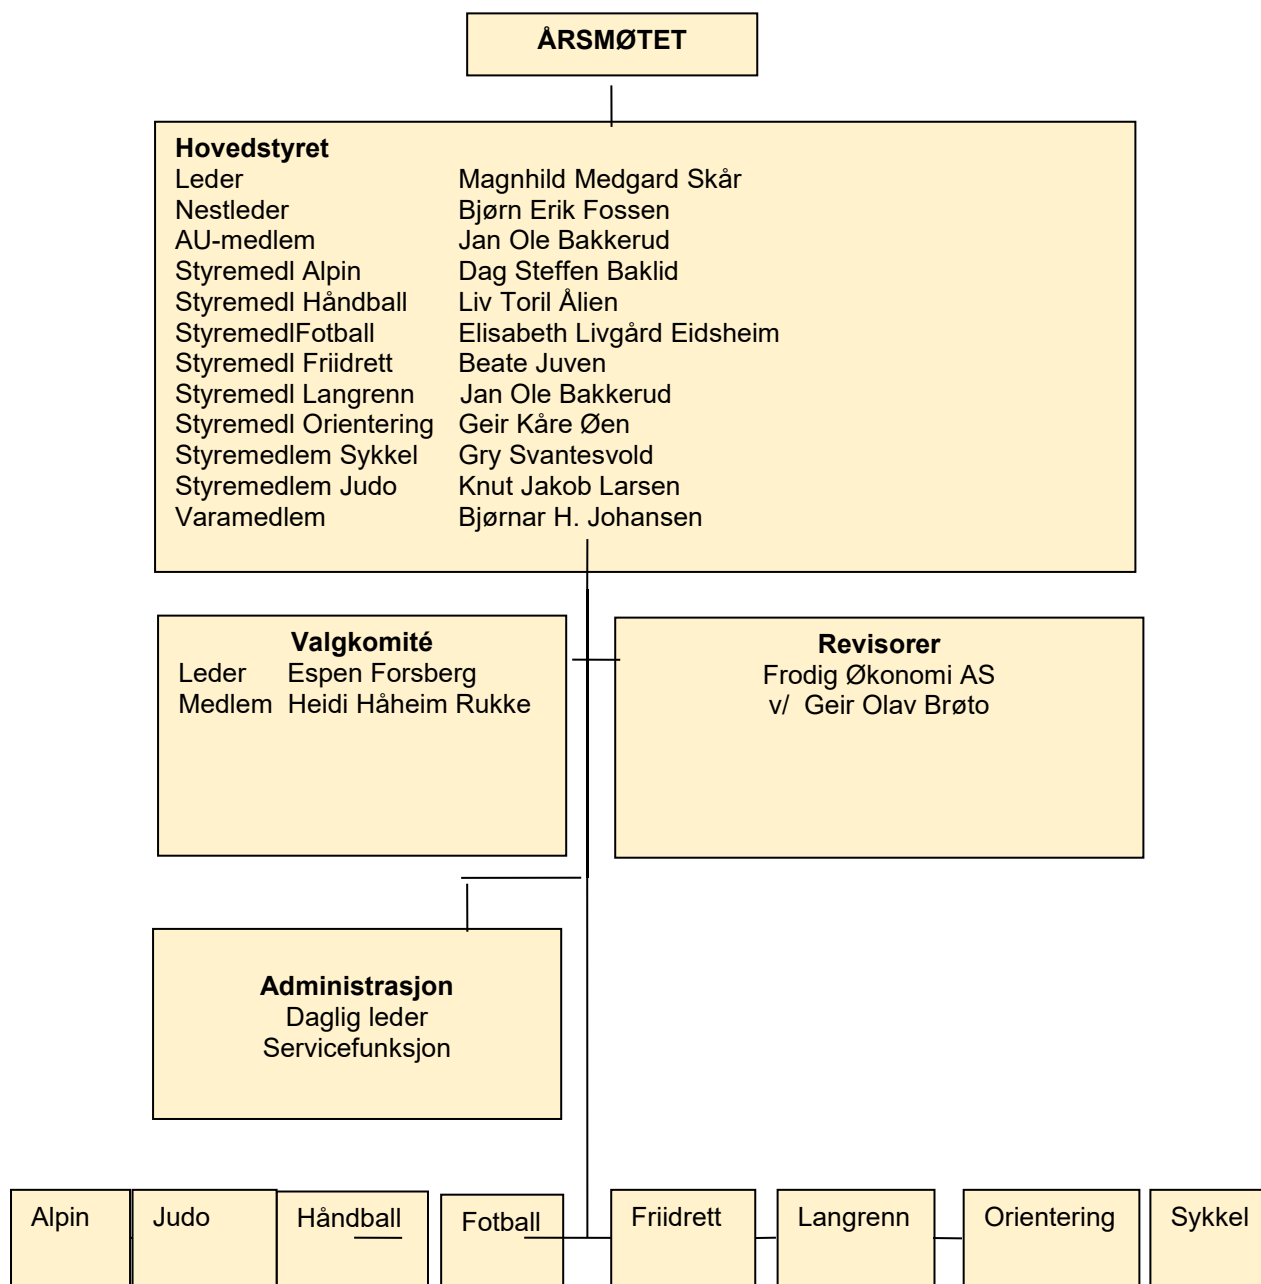 ÅRSMØTET
Hovedstyret
Leder Magnhild Medgard Skår
Nestleder Bjørn Erik Fossen
AU-medlem Jan Ole Bakkerud
Styremedl Alpin Dag Steffen Baklid
Styremedl Håndball Liv Toril Ålien
StyremedlFotball Elisabeth Livgård Eidsheim
Styremedl Friidrett Beate Juven
Styremedl Langrenn Jan Ole Bakkerud
Styremedl Orientering Geir Kåre Øen
Styremedlem Sykkel Gry Svantesvold
Styremedlem Judo Knut Jakob Larsen
Varamedlem Bjørnar H. Johansen
Valgkomité
Leder Espen Forsberg
Medlem Heidi Håheim Rukke
Revisorer
Frodig Økonomi AS
v/ Geir Olav Brøto
Administrasjon
Daglig leder
Servicefunksjon
Alpin
Judo
Håndball
Fotball
Friidrett
Langrenn
Orientering
Sykkel